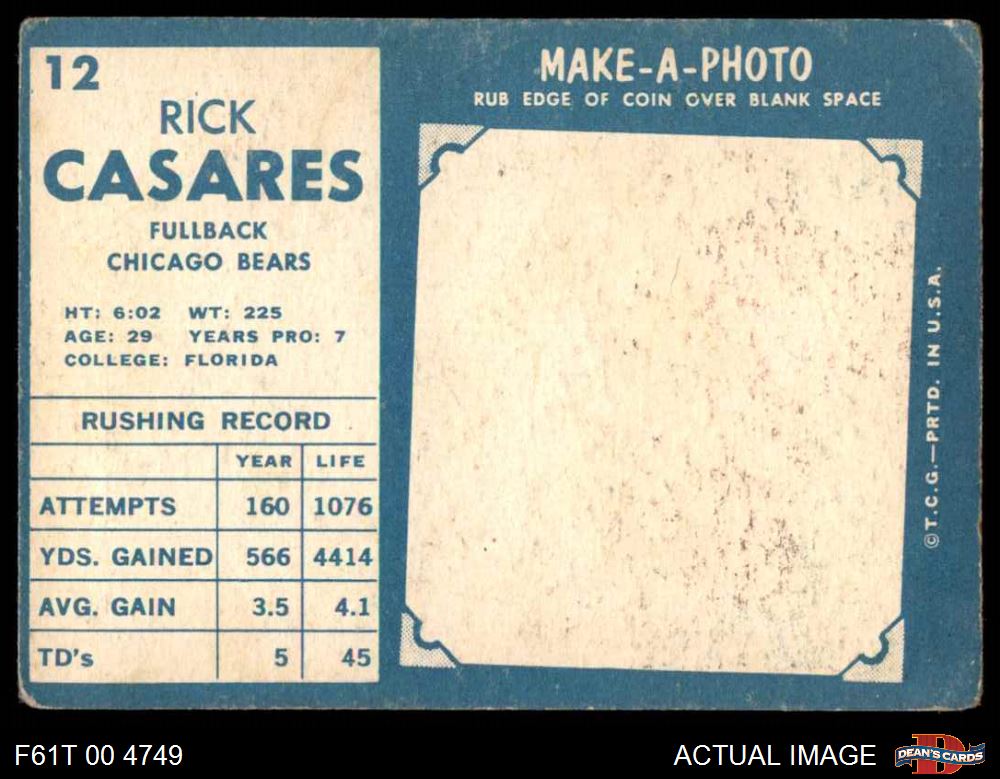 12
RICK
CASARES
FULLBACK
CHICAGO BEARS
HT: 6:02 WT: 225
AGE: 29 YEARS PRO: 7
COLLEGE: FLORIDA
RUSHING RECORD
YEAR LIFE
ATTEMPTS 160 1076
YDS. GAINED 566 4414
AVG. GAIN 3.5 4.1
TD's 5 45
MAKE-A-PHOTO
RUB EDGE OF COIN OVER BLANK SPACE
©T.C.G.—PRTD. IN U.S.A.
F61T 00 4749
ACTUAL IMAGE
D
DEAN'S CARDS